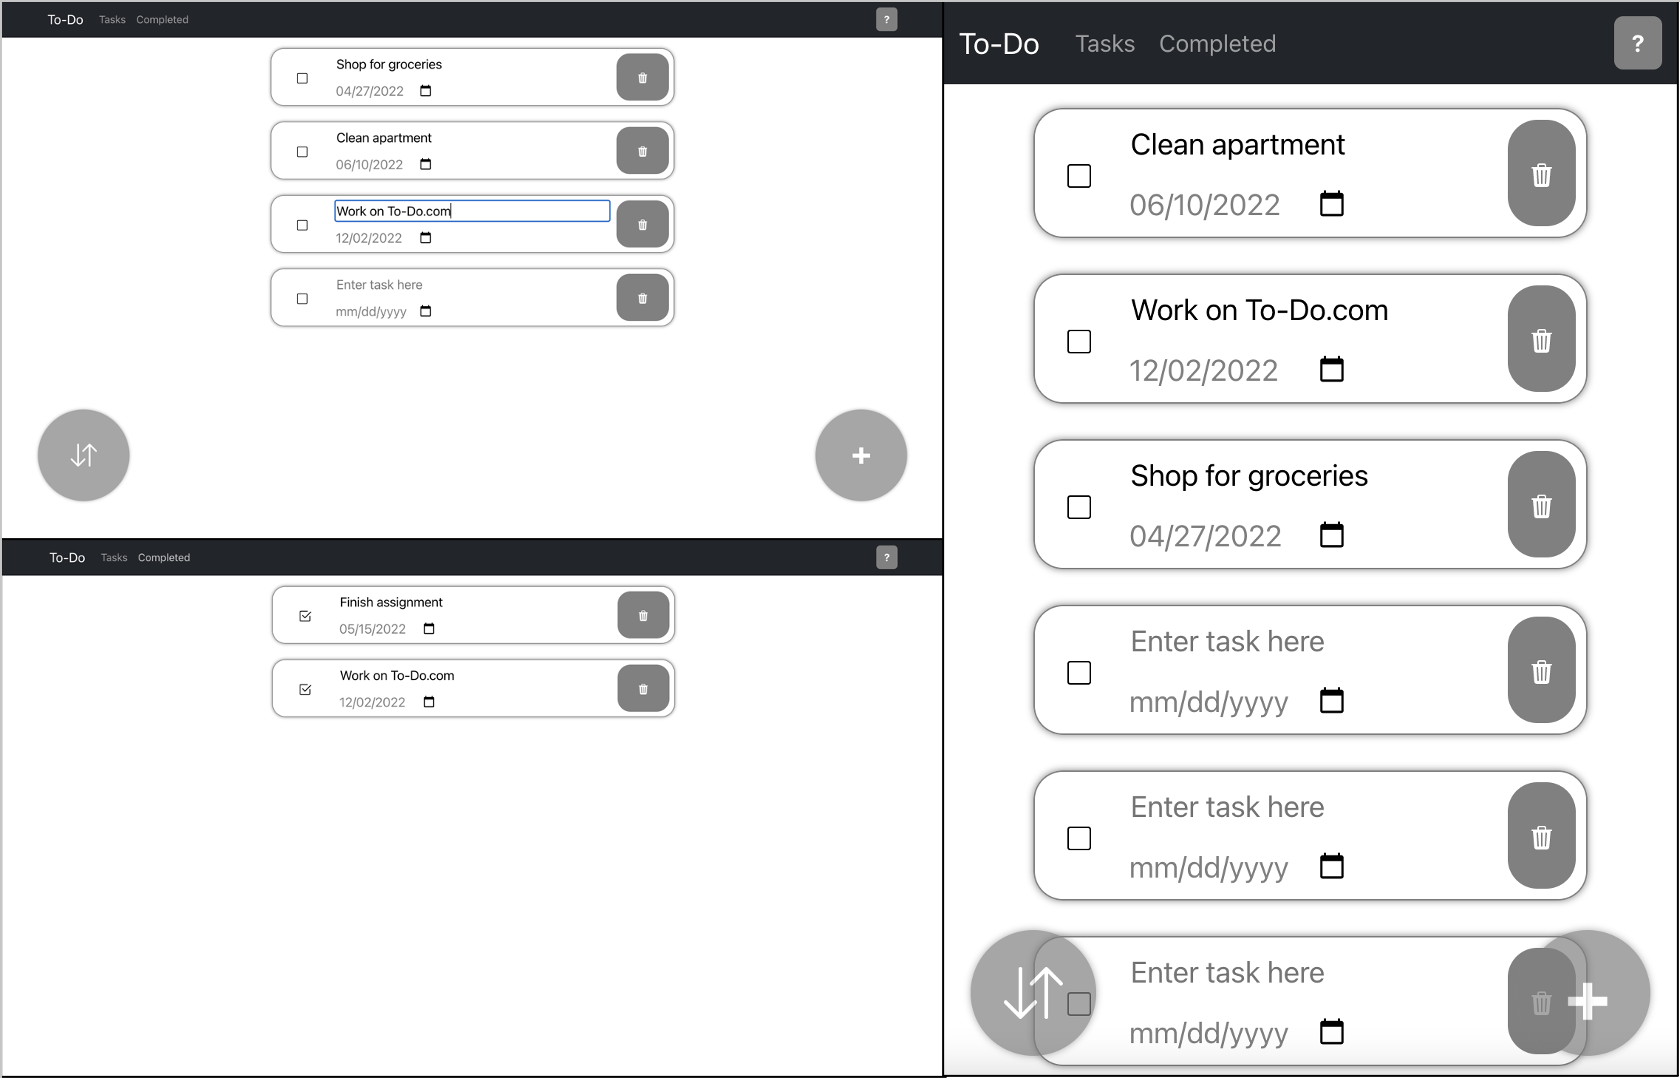 To-Do Tasks Completed ?
Shop for groceries
04/27/2022
Clean apartment
06/10/2022
Work on To-Do.com
12/02/2022
Enter task here
mm/dd/yyyy
+
To-Do Tasks Completed ?
Finish assignment
05/15/2022
Work on To-Do.com
12/02/2022
To-Do Tasks Completed ?
Clean apartment
06/10/2022
Work on To-Do.com
12/02/2022
Shop for groceries
04/27/2022
Enter task here
mm/dd/yyyy
Enter task here
mm/dd/yyyy
Enter task here
mm/dd/yyyy
+